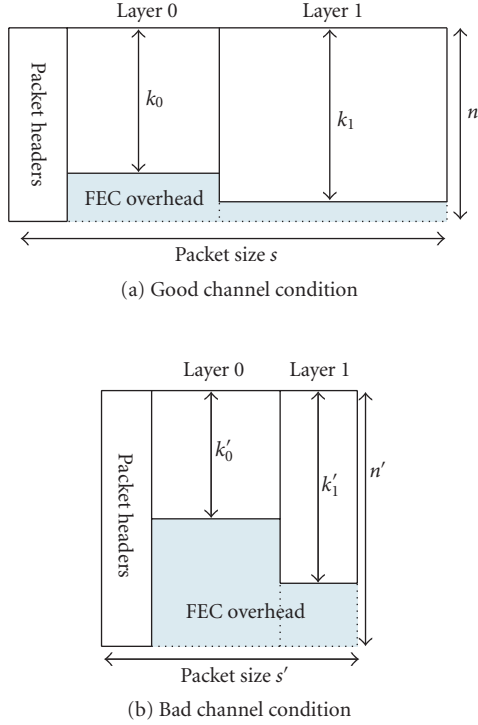 Layer 0
Layer 1
Packet headers
k₀
k₁
n
FEC overhead
Packet size s
(a) Good channel condition
Layer 0
Layer 1
Packet headers
k′₀
k′₁
n′
FEC overhead
Packet size s′
(b) Bad channel condition